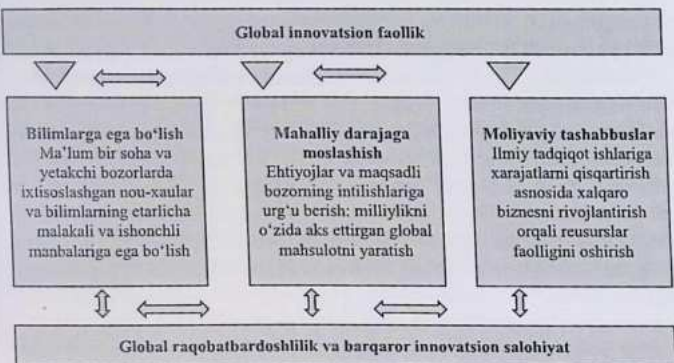 Global innovatsion faollik
Bilimlarga ega bo‘lish
Ma’lum bir soha va
yetakchi bozorlarda
ixtisoslashgan nou-xaular
va bilimlarning etarlicha
malakali va ishonchli
manbalariga ega bo‘lish
Mahalliy darajaga
moslashish
Ehtiyojlar va maqsadli
bozorning intilishlariga
urg‘u berish: milliylikni
o‘zida aks ettirgan global
mahsulotni yaratish
Moliyaviy tashabbuslar
Ilmiy tadqiqot ishlariga
xarajatlarni qisqartirish
asnosida xalqaro
biznesni rivojlantirish
orqali reusurslar
faolligini oshirish
Global raqobatbardoshlilik va barqaror innovatsion salohiyat